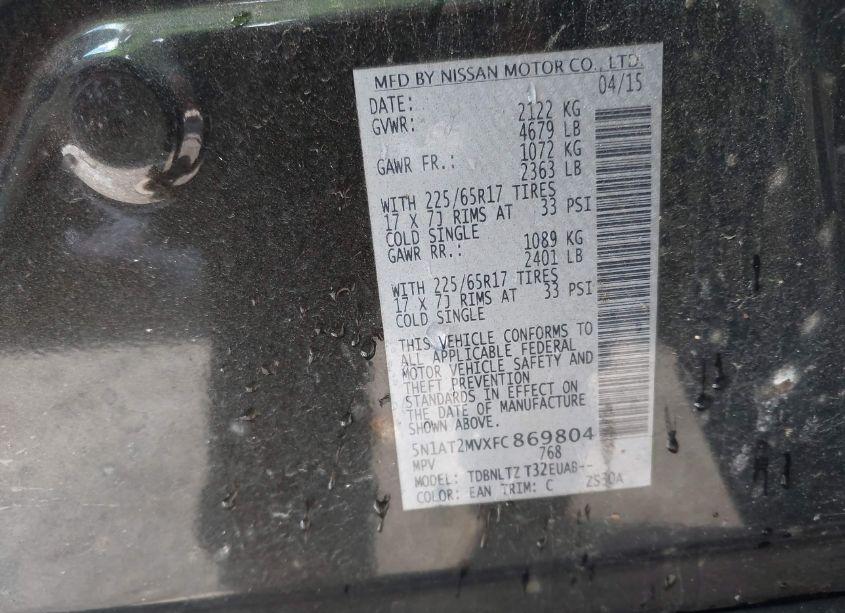 MFD BY NISSAN MOTOR CO., LTD.
DATE: 04/15
GVWR: 2122 KG
4679 LB
GAWR FR.: 1072 KG
2363 LB
WITH 225/65R17 TIRES
17 X 7J RIMS AT 33 PSI
COLD SINGLE
GAWR RR.: 1089 KG
2401 LB
WITH 225/65R17 TIRES
17 X 7J RIMS AT 33 PSI
COLD SINGLE
THIS VEHICLE CONFORMS TO
ALL APPLICABLE FEDERAL
MOTOR VEHICLE SAFETY AND
THEFT PREVENTION
STANDARDS IN EFFECT ON
THE DATE OF MANUFACTURE
SHOWN ABOVE.
5N1AT2MVXFC869804
MPV 768
MODEL: TDBNLTZ T32EUAB--
COLOR: EAN TRIM: C